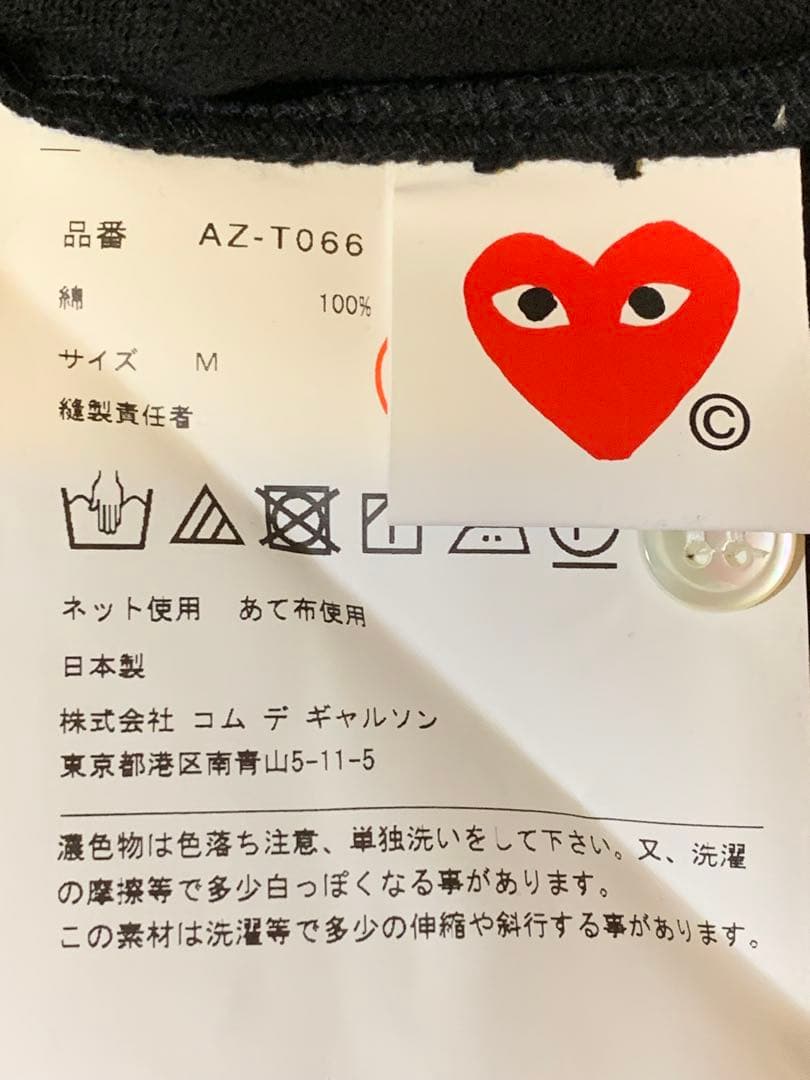 品番 AZ-T066
綿 100%
サイズ M
縫製責任者
©
ネット使用 あて布使用
日本製
株式会社 コム デ ギャルソン
東京都港区南青山5-11-5
濃色物は色落ち注意、単独洗いをして下さい。又、洗濯
の摩擦等で多少白っぽくなる事があります。
この素材は洗濯等で多少の伸縮や斜行する事があります。